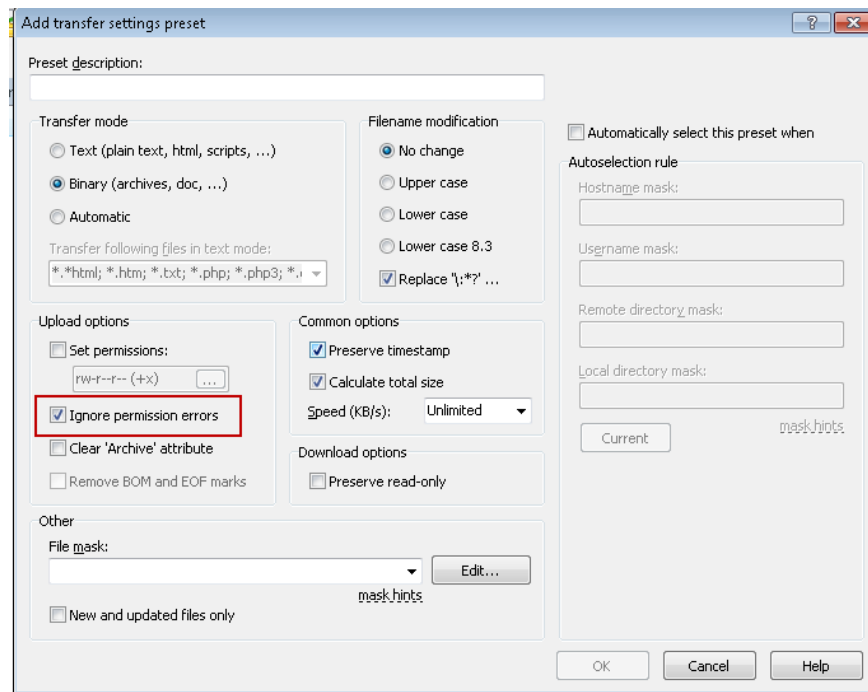 Add transfer settings preset
Preset description:
Transfer mode
Text (plain text, html, scripts, ...)
Binary (archives, doc, ...)
Automatic
Transfer following files in text mode:
*.*html; *.htm; *.txt; *.php; *.php3; *.
Filename modification
No change
Upper case
Lower case
Lower case 8.3
Replace '\:*?' ...
Automatically select this preset when
Autoselection rule
Hostname mask:
Username mask:
Remote directory mask:
Local directory mask:
Current
mask hints
Upload options
Set permissions:
rw-r--r-- (+x)
...
Ignore permission errors
Clear 'Archive' attribute
Remove BOM and EOF marks
Common options
Preserve timestamp
Calculate total size
Speed (KB/s):
Unlimited
Download options
Preserve read-only
Other
File mask:
Edit...
mask hints
New and updated files only
OK
Cancel
Help